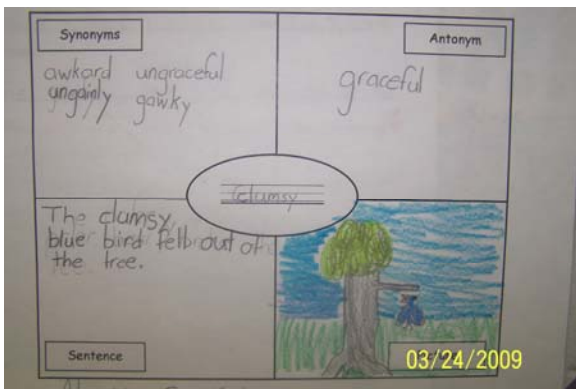 Synonyms
awkard ungraceful
ungainly gawky
Antonym
graceful
Clumsy
The clumsy,
blue bird fell out of
the tree.
Sentence
03/24/2009